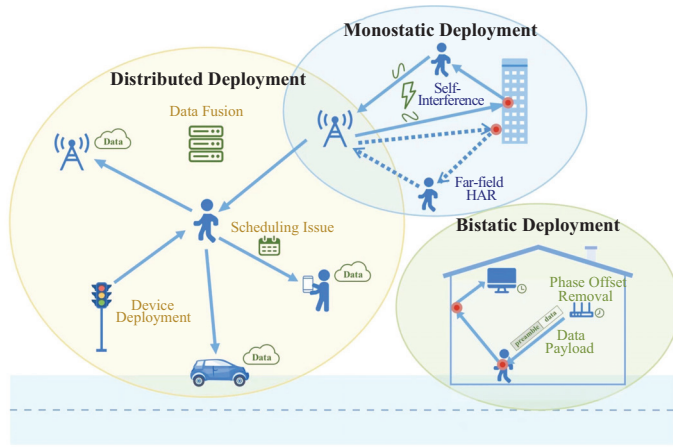 Monostatic Deployment
Distributed Deployment
Self-
Interference
Data Fusion
Data
Far-field
HAR
Scheduling Issue
Bistatic Deployment
Data
Device
Deployment
Phase Offset
Removal
preamble data
Data
Payload
Data